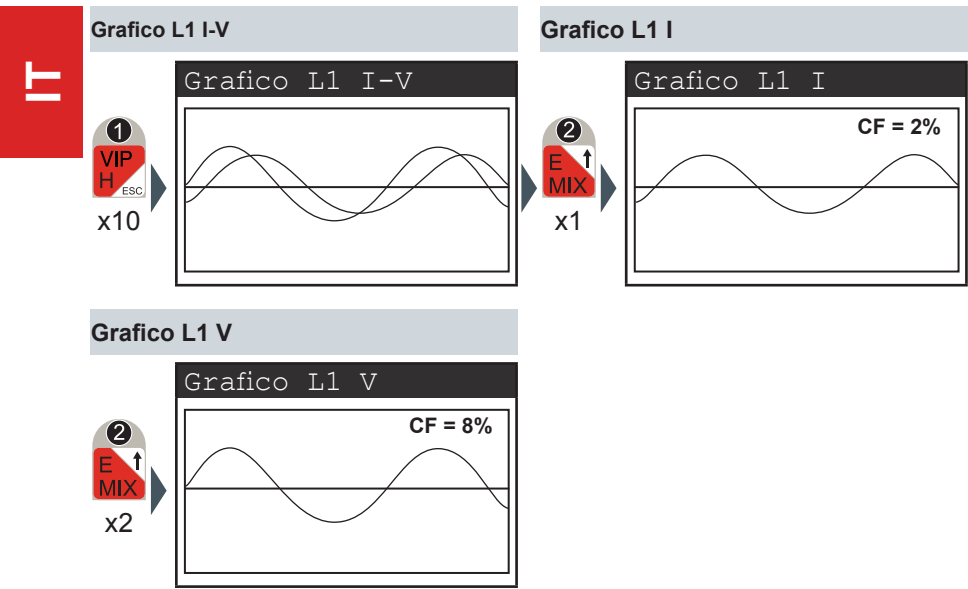 IT
Grafico L1 I-V
Grafico L1 I-V
1
VIP
H
ESC
x10
Grafico L1 I
2
E
MIX
x1
Grafico L1 I
CF = 2%
Grafico L1 V
2
E
MIX
x2
Grafico L1 V
CF = 8%